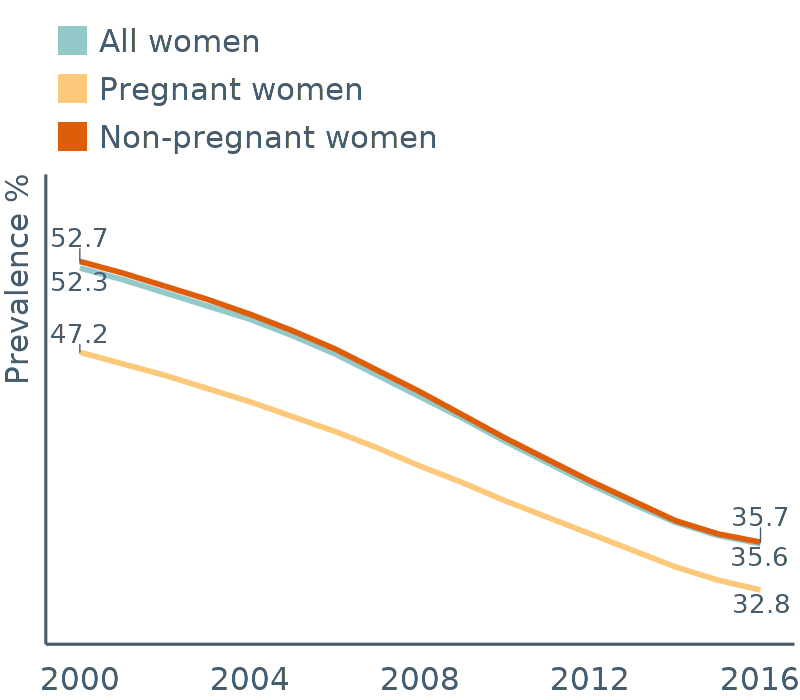 All women
Pregnant women
Non-pregnant women
Prevalence %
52.7
52.3
47.2
35.7
35.6
32.8
2000 2004 2008 2012 2016